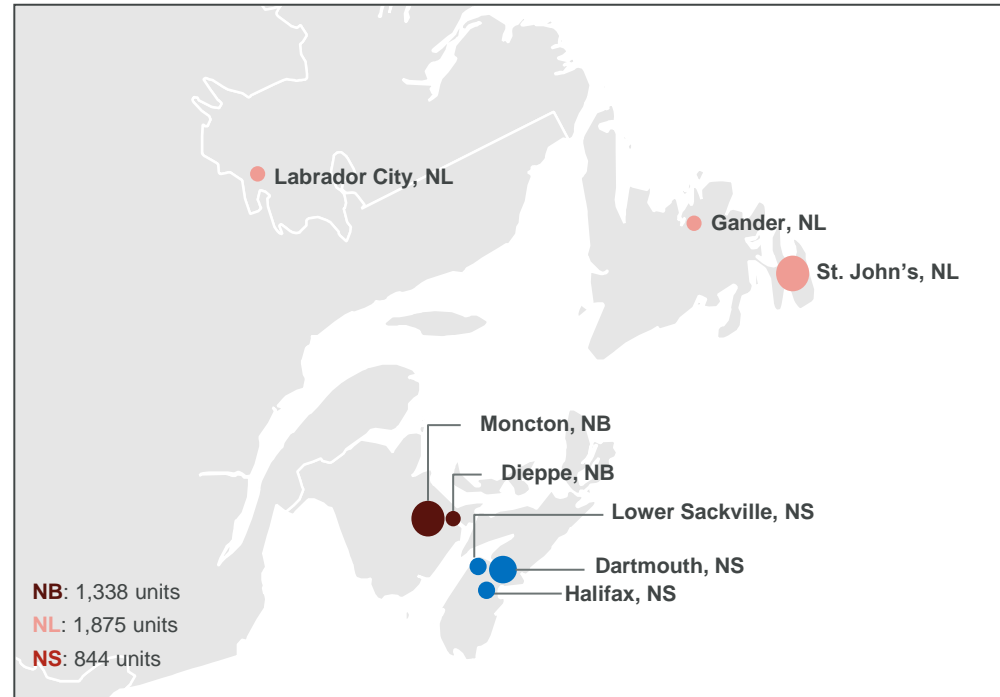 Labrador City, NL
Gander, NL
St. John’s, NL
Moncton, NB
Dieppe, NB
Lower Sackville, NS
Dartmouth, NS
Halifax, NS
NB: 1,338 units
NL: 1,875 units
NS: 844 units